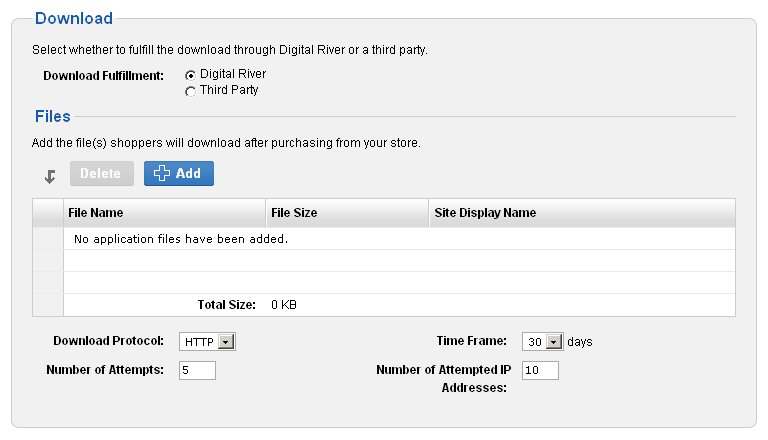 Download
Select whether to fulfill the download through Digital River or a third party.
Download Fulfillment: Digital River
Third Party
Files
Add the file(s) shoppers will download after purchasing from your store.
Delete Add
File Name File Size Site Display Name
No application files have been added.
Total Size: 0 KB
Download Protocol: HTTP Time Frame: 30 days
Number of Attempts: 5 Number of Attempted IP Addresses: 10